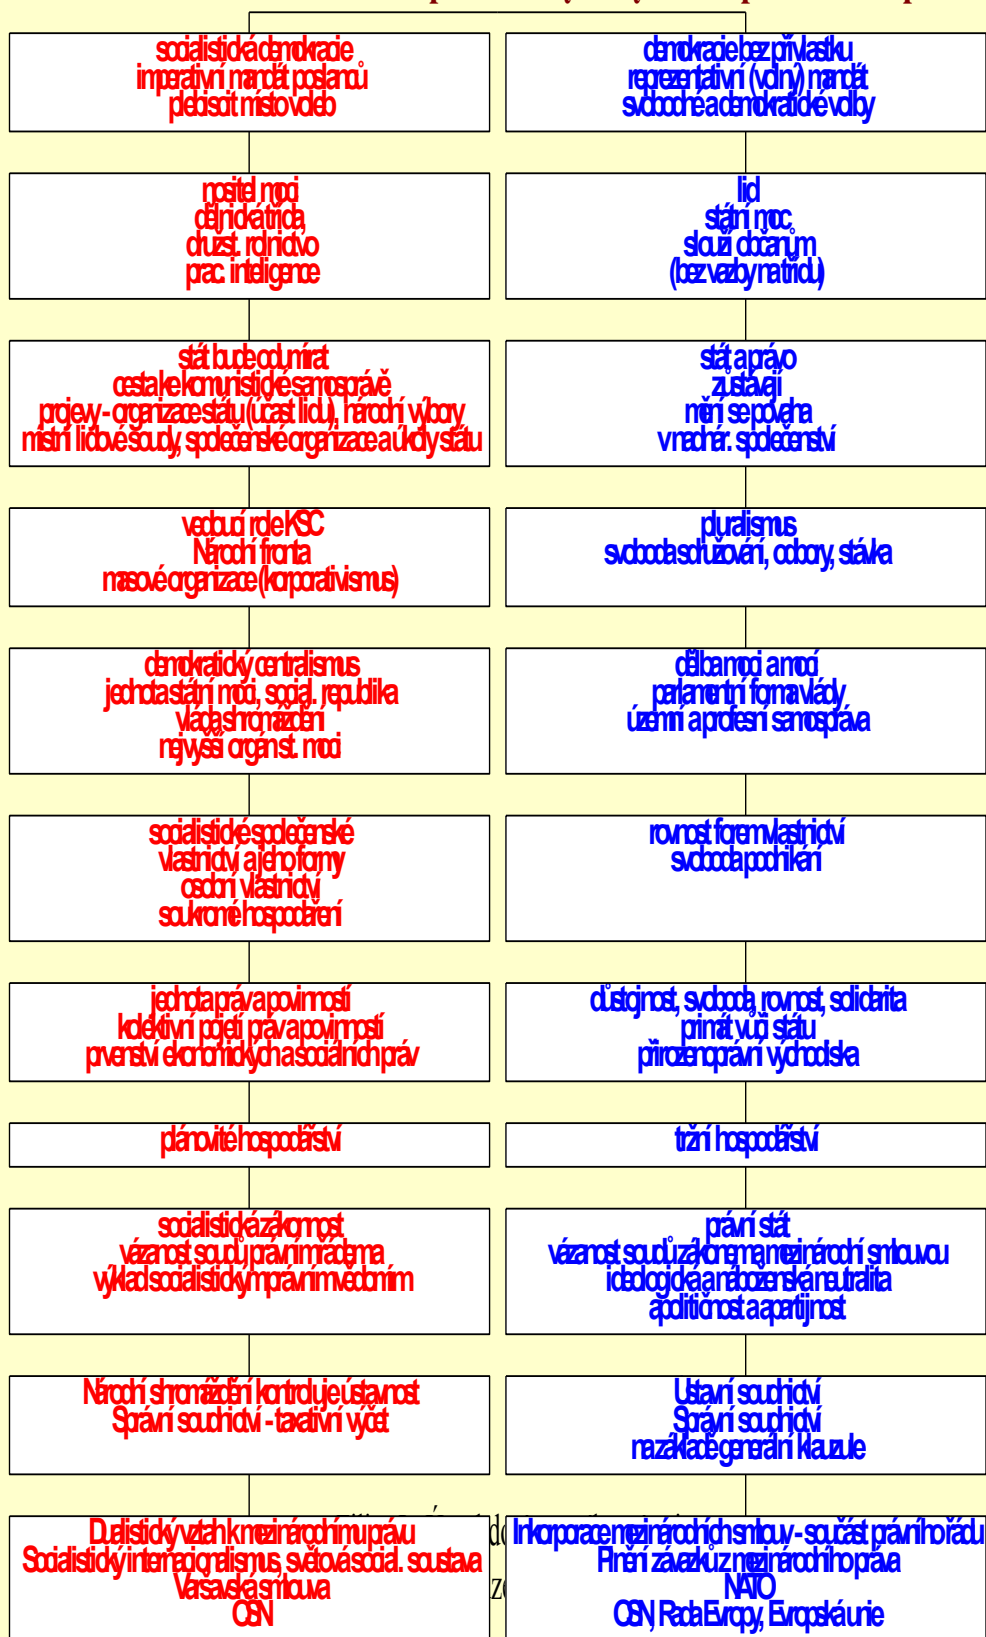 socialistická demokracie
imperativní mandát poslanců
plebiscit místo voleb
demokracie bez přívlastku
reprezentativní (volný) mandát
svobodné a demokratické volby
nositel moci
dělnická třída,
družst. rolnictvo
prac. inteligence
lid
státní moc
slouží občanům
(bez vazby na třídu)
stát bude odumírat
cesta ke komunistické samosprávě
projevy - organizace státu (účast lidu), národní výbory
místní lidové soudy, společenské organizace a úkoly státu
stát a právo
zůstávají
mění se povaha
v nadnár. společenství
vedoucí role KSČ
Národní fronta
masové organizace (korporativismus)
pluralismus
svoboda sdružování, odbory, stávka
demokratický centralismus
jednota státní moci, social. republika
vláda shromáždění
nejvyšší orgán st. moci
dělba moci a mocí
parlamentní forma vlády
územní a profesní samospráva
socialistické společenské
vlastnictví a jeho formy
osobní vlastnictví
soukromé hospodaření
rovnost forem vlastnictví
svoboda podnikání
jednota práv a povinností
kolektivní pojetí práv a povinností
prvenství ekonomických a sociálních práv
důstojnost, svoboda, rovnost, solidarita
primát vůči státu
přirozenoprávní východiska
plánovité hospodářství
tržní hospodářství
socialistická zákonnost
vázanost soudů právním řádem a
výklad socialistickým právním vědomím
právní stát
vázanost soudů zákonem a mezinárodní smlouvou
ideologická a náboženská neutralita
apolitičnost a apartijnost
Národní shromáždění kontroluje ústavnost
Správní soudnictví - taxativní výčet
Ústavní soudnictví
Správní soudnictví
na základě generální klauzule
Dualistický vztah k mezinárodnímu právu
Socialistický internacionalismus, světová social. soustava
Varšavská smlouva
OSN
Inkorporace mezinárodních smluv - součást právního řádu
Plnění závazků z mezinárodního práva
NATO
OSN, Rada Evropy, Evropská unie